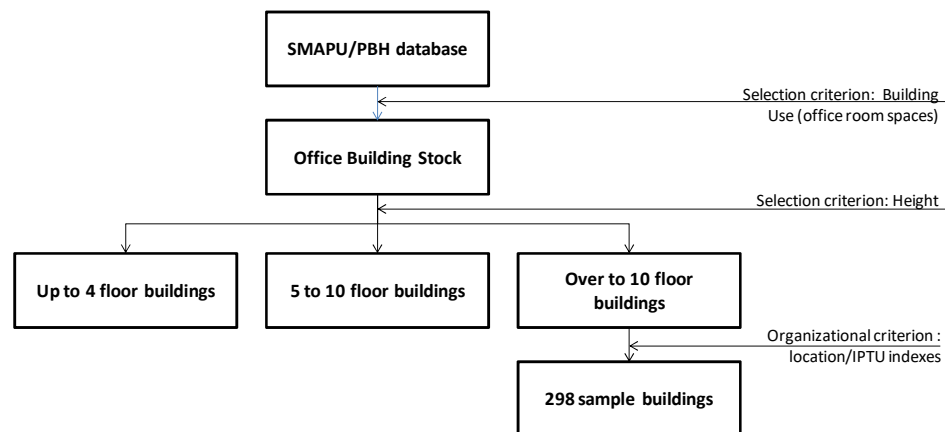 SMAPU/PBH database
Selection criterion:  Building
Use (office room spaces)
Office Building Stock
Selection criterion: Height
Up to 4 floor buildings
5 to 10 floor buildings
Over to 10 floor
buildings
Organizational criterion :
location/IPTU indexes
298 sample buildings